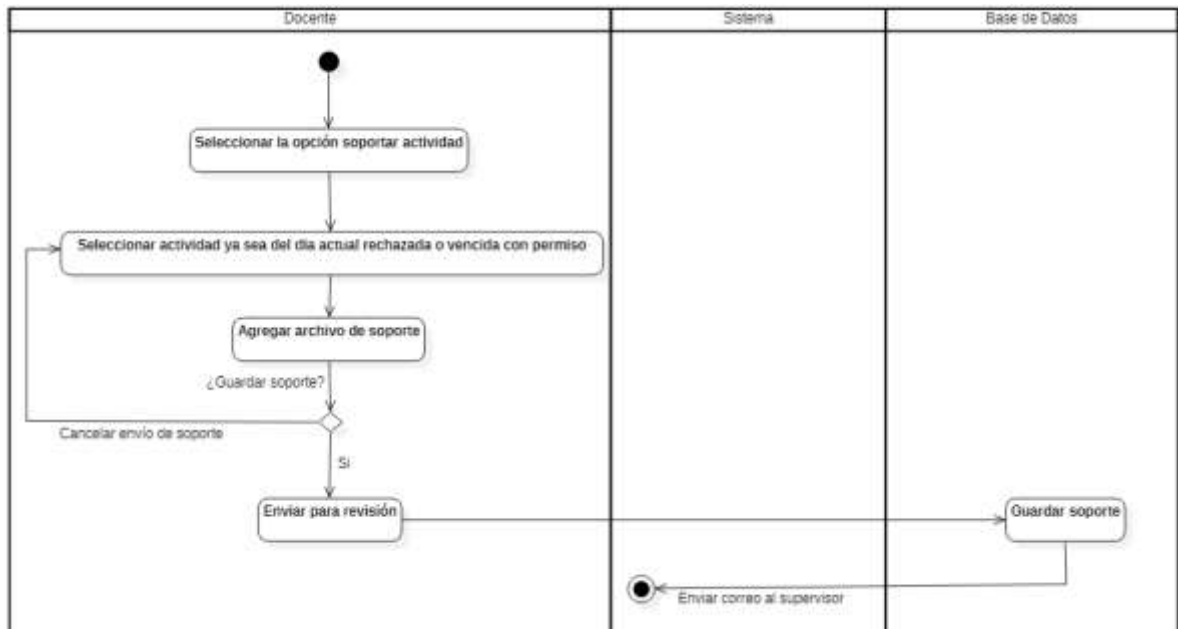 Docente
Sistema
Base de Datos
Seleccionar la opción soportar actividad
Seleccionar actividad ya sea del dia actual rechazada o vencida con permiso
Agregar archivo de soporte
¿Guardar soporte?
Cancelar envío de soporte
Si
Enviar para revisión
Guardar soporte
Enviar correo al supervisor